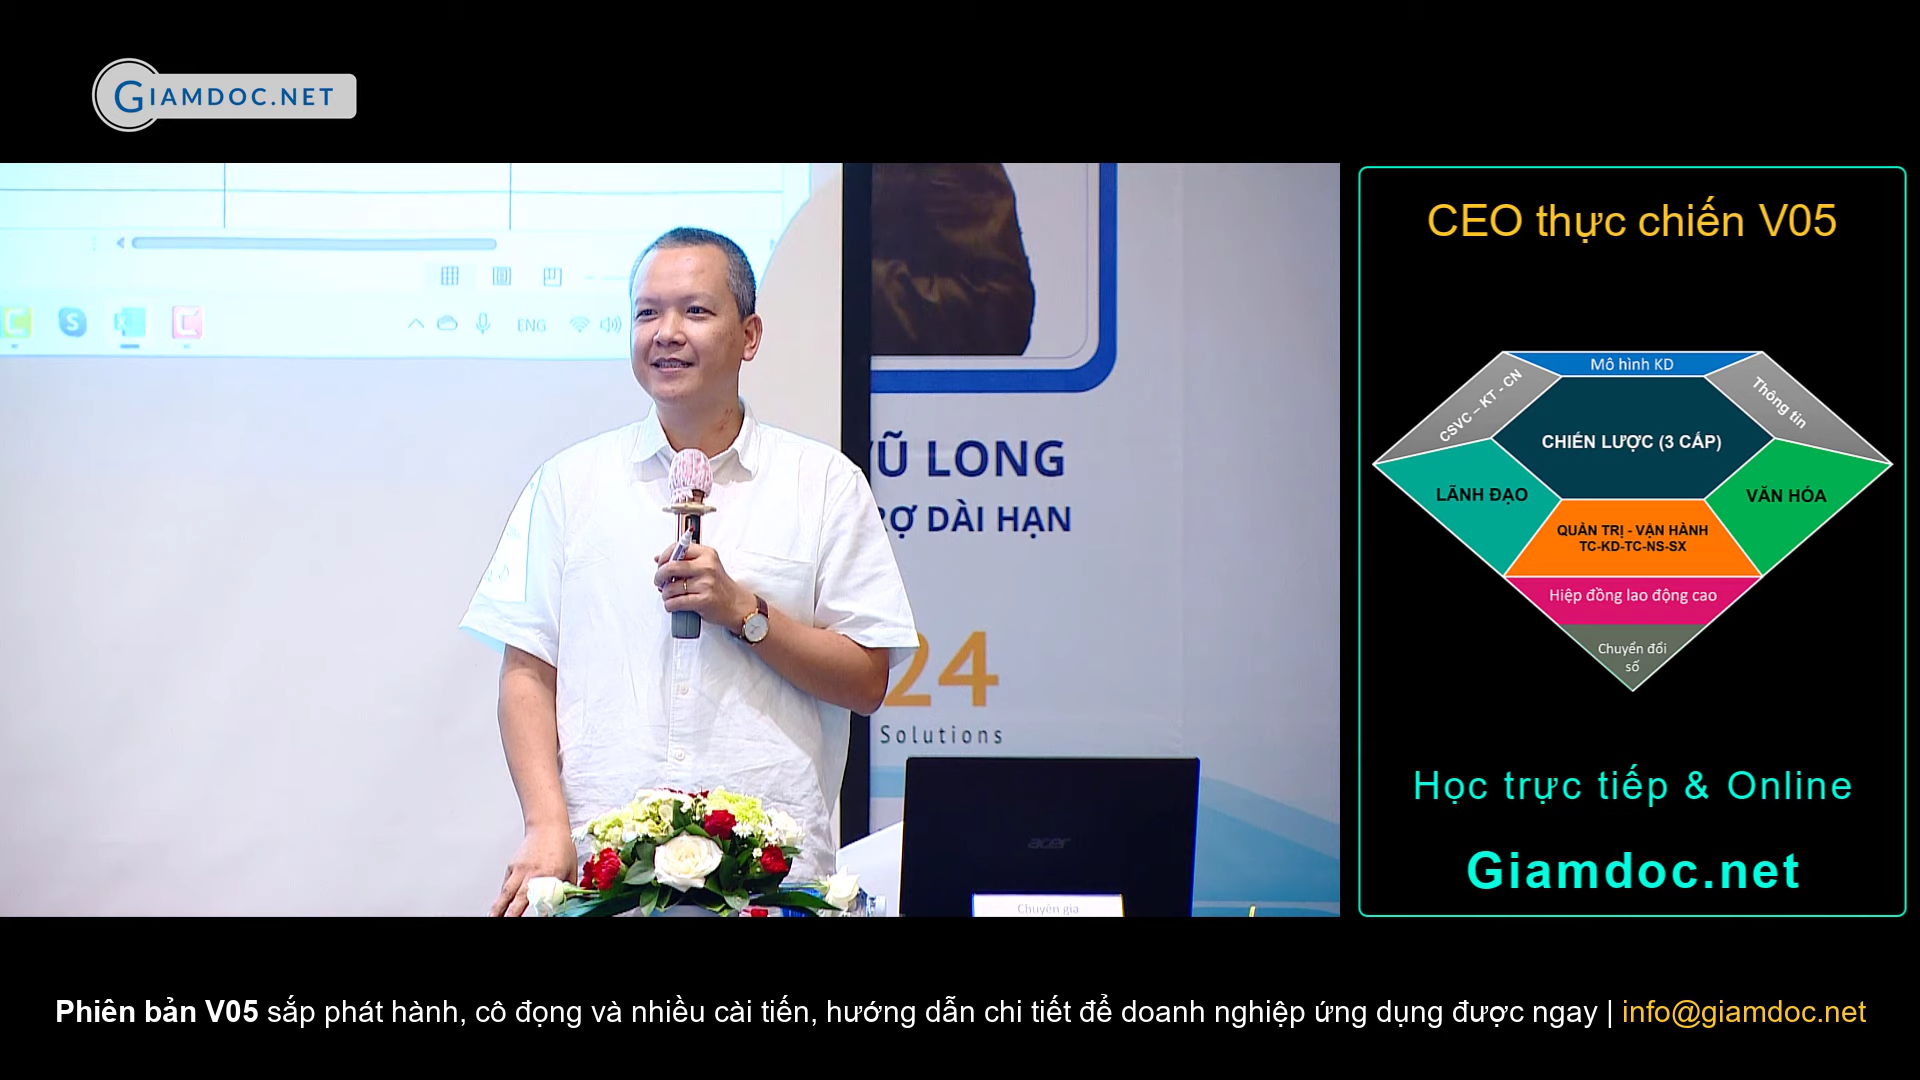 GIAMDOC.NET
ENG
VŨ LONG
RỢ DÀI HẠN
24
Solutions
acer
Chuyên gia
CEO thực chiến V05
Mô hình KD
CSVC – KT - CN
Thông tin
CHIẾN LƯỢC (3 CẤP)
LÃNH ĐẠO
VĂN HÓA
QUẢN TRỊ - VẬN HÀNH
TC-KD-TC-NS-SX
Hiệp đồng lao động cao
Chuyển đổi
số
Học trực tiếp & Online
Giamdoc.net
Phiên bản V05 sắp phát hành, cô đọng và nhiều cài tiến, hướng dẫn chi tiết để doanh nghiệp ứng dụng được ngay | info@giamdoc.net